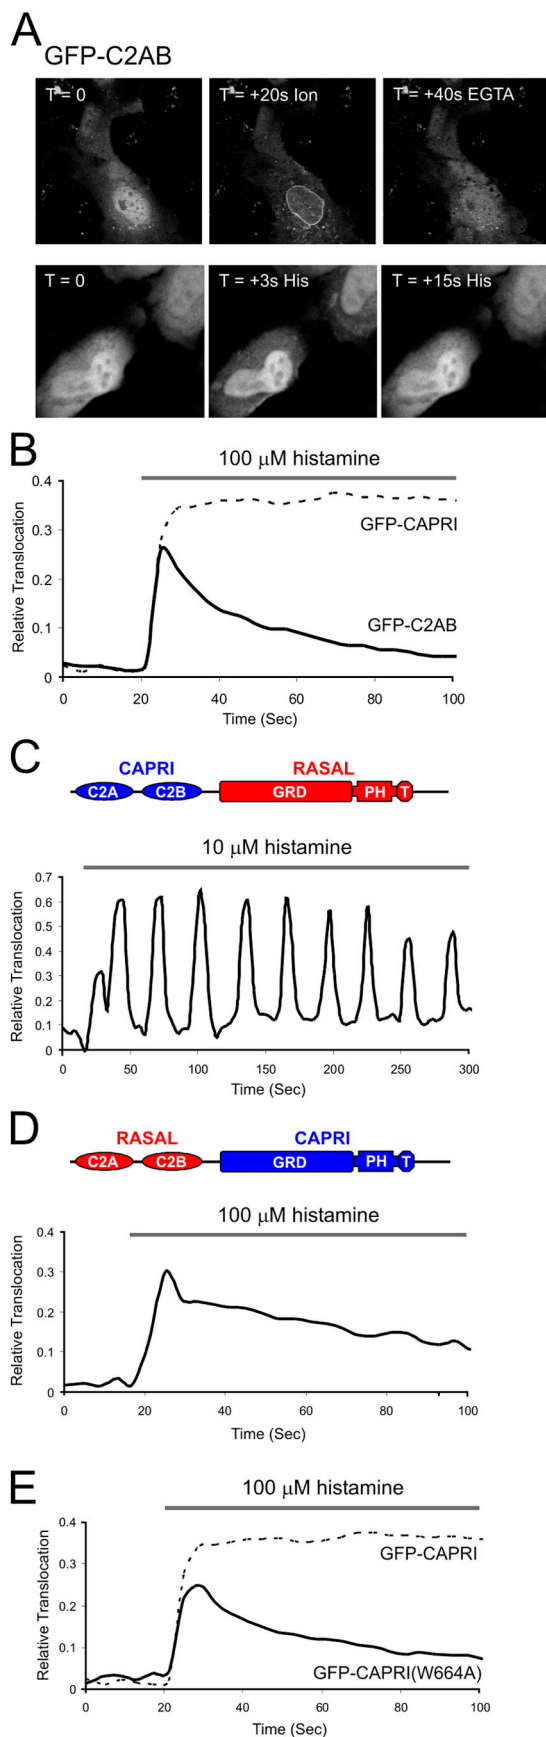 A
GFP-C2AB
T = 0
T = +20s Ion
T = +40s EGTA
T = 0
T = +3s His
T = +15s His
B
100 μM histamine
0.4
0.3
0.2
0.1
0
Relative Translocation
GFP-CAPRI
GFP-C2AB
0 20 40 60 80 100
Time (Sec)
C
CAPRI RASAL
C2A C2B GRD PH T
10 μM histamine
0.7
0.6
0.5
0.4
0.3
0.2
0.1
0
Relative Translocation
0 50 100 150 200 250 300
Time (Sec)
D
RASAL CAPRI
C2A C2B GRD PH T
100 μM histamine
0.4
0.3
0.2
0.1
0
Relative Translocation
0 20 40 60 80 100
Time (Sec)
E
100 μM histamine
0.4
0.3
0.2
0.1
0
Relative Translocation
GFP-CAPRI
GFP-CAPRI(W664A)
0 20 40 60 80 100
Time (Sec)